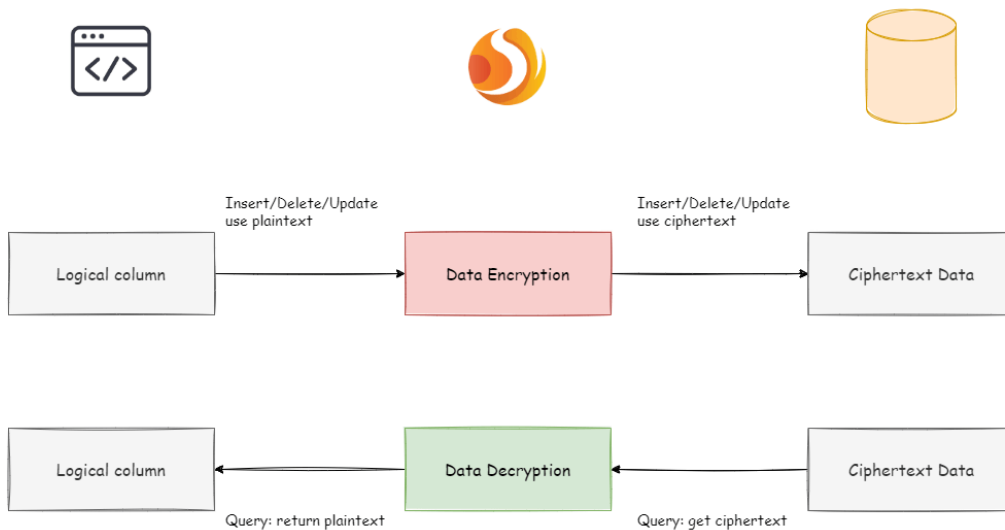 </>
Insert/Delete/Update
use plaintext
Insert/Delete/Update
use ciphertext
Logical column
Data Encryption
Ciphertext Data
Logical column
Data Decryption
Ciphertext Data
Query: return plaintext
Query: get ciphertext